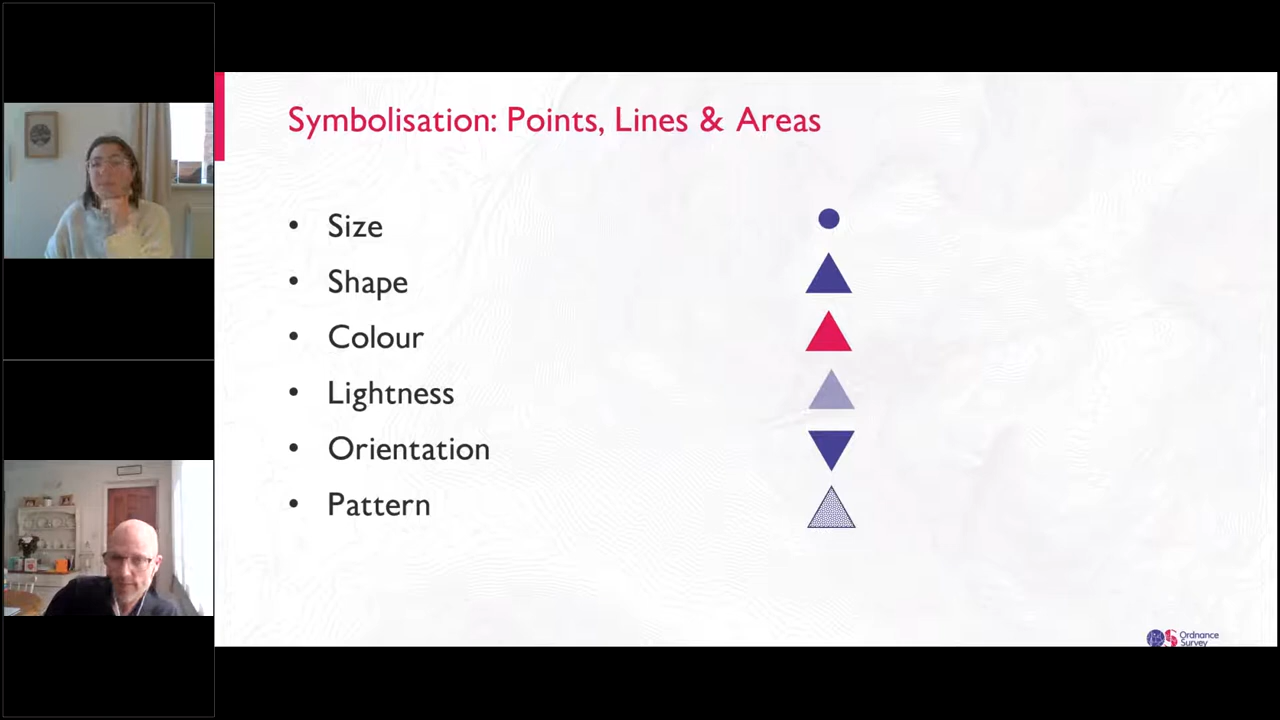 Symbolisation: Points, Lines & Areas
• Size
• Shape
• Colour
• Lightness
• Orientation
• Pattern
Ordnance
Survey